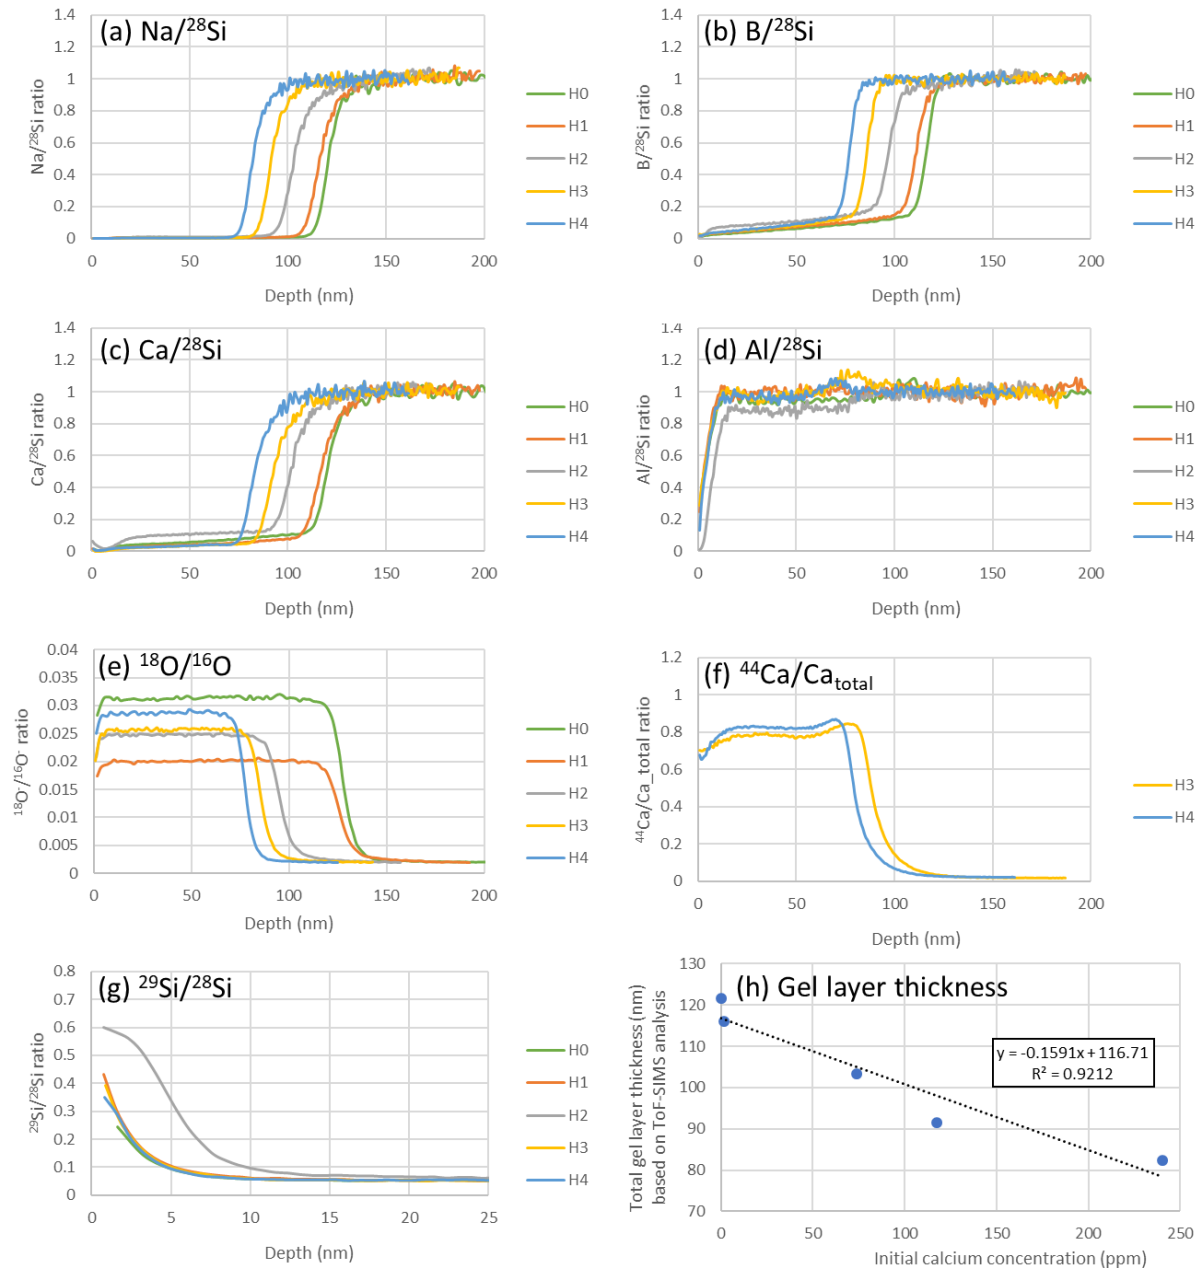 (a) Na/²⁸Si
1.4
1.2
1
0.8
0.6
0.4
0.2
0
Na/²⁸Si ratio
0 50 100 150 200
Depth (nm)
H0
H1
H2
H3
H4
(b) B/²⁸Si
1.4
1.2
1
0.8
0.6
0.4
0.2
0
B/²⁸Si ratio
0 50 100 150 200
Depth (nm)
H0
H1
H2
H3
H4
(c) Ca/²⁸Si
1.4
1.2
1
0.8
0.6
0.4
0.2
0
Ca/²⁸Si ratio
0 50 100 150 200
Depth (nm)
H0
H1
H2
H3
H4
(d) Al/²⁸Si
1.4
1.2
1
0.8
0.6
0.4
0.2
0
Al/²⁸Si ratio
0 50 100 150 200
Depth (nm)
H0
H1
H2
H3
H4
(e) ¹⁸O/¹⁶O
0.04
0.035
0.03
0.025
0.02
0.015
0.01
0.005
0
¹⁸O⁻/¹⁶O⁻ ratio
0 50 100 150 200
Depth (nm)
H0
H1
H2
H3
H4
(f) ⁴⁴Ca/Ca_total
1.2
1
0.8
0.6
0.4
0.2
0
⁴⁴Ca/Ca_total ratio
0 50 100 150 200
Depth (nm)
H3
H4
(g) ²⁹Si/²⁸Si
0.8
0.7
0.6
0.5
0.4
0.3
0.2
0.1
0
²⁹Si/²⁸Si ratio
0 5 10 15 20 25
Depth (nm)
H0
H1
H2
H3
H4
(h) Gel layer thickness
130
120
110
100
90
80
70
Total gel layer thickness (nm)
based on ToF-SIMS analysis
y = -0.1591x + 116.71
R² = 0.9212
0 50 100 150 200 250
Initial calcium concentration (ppm)